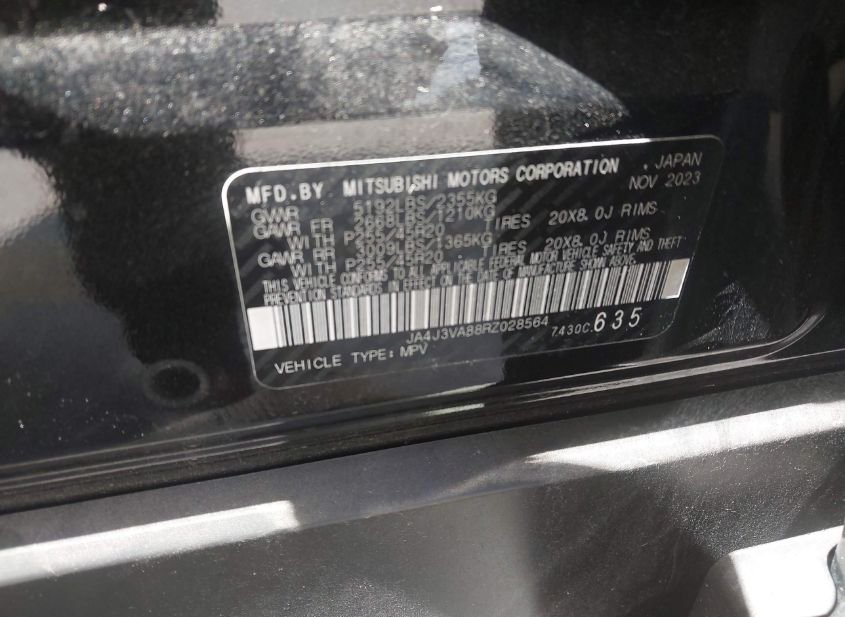 MFD.BY MITSUBISHI MOTORS CORPORATION . JAPAN
NOV 2023
GVWR 5192LBS/2355KG
GAWR FR 2668LBS/1210KG
WITH P255/45R20 TIRES 20X8.0J RIMS
GAWR RR 3009LBS/1365KG
WITH P255/45R20 TIRES 20X8.0J RIMS
THIS VEHICLE CONFORMS TO ALL APPLICABLE FEDERAL MOTOR VEHICLE SAFETY AND THEFT
PREVENTION STANDARDS IN EFFECT ON THE DATE OF MANUFACTURE SHOWN ABOVE.
JA4J3VA88RZ028564 7430C.635
VEHICLE TYPE: MPV